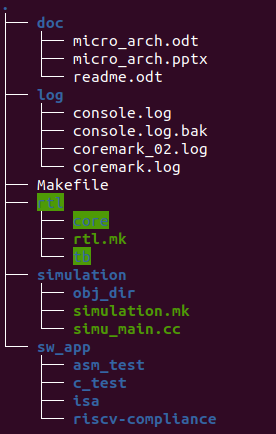 .
├── doc
│   ├── micro_arch.odt
│   ├── micro_arch.pptx
│   └── readme.odt
├── log
│   ├── console.log
│   ├── console.log.bak
│   ├── coremark_02.log
│   └── coremark.log
├── Makefile
├── rtl
│   ├── core
│   ├── rtl.mk
│   └── tb
├── simulation
│   ├── obj_dir
│   ├── simulation.mk
│   └── simu_main.cc
└── sw_app
    ├── asm_test
    ├── c_test
    ├── isa
    └── riscv-compliance